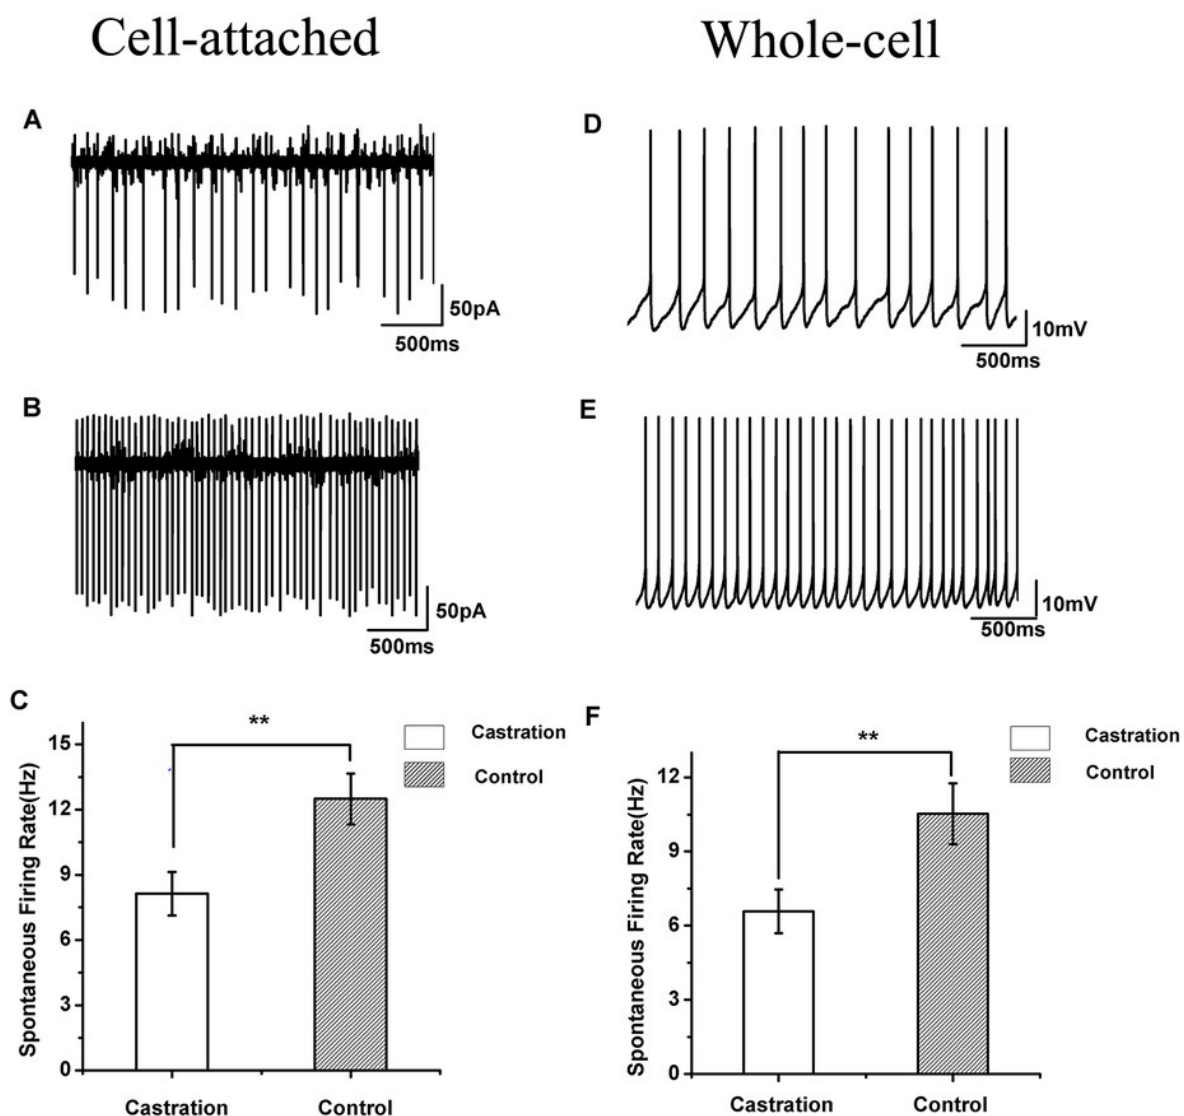 Cell-attached
Whole-cell
A
50pA
500ms
D
10mV
500ms
B
50pA
500ms
E
10mV
500ms
C
**
Castration
Control
Spontaneous Firing Rate(Hz)
15
12
9
6
3
0
Castration
Control
F
**
Castration
Control
Spontaneous Firing Rate(Hz)
12
9
6
3
0
Castration
Control